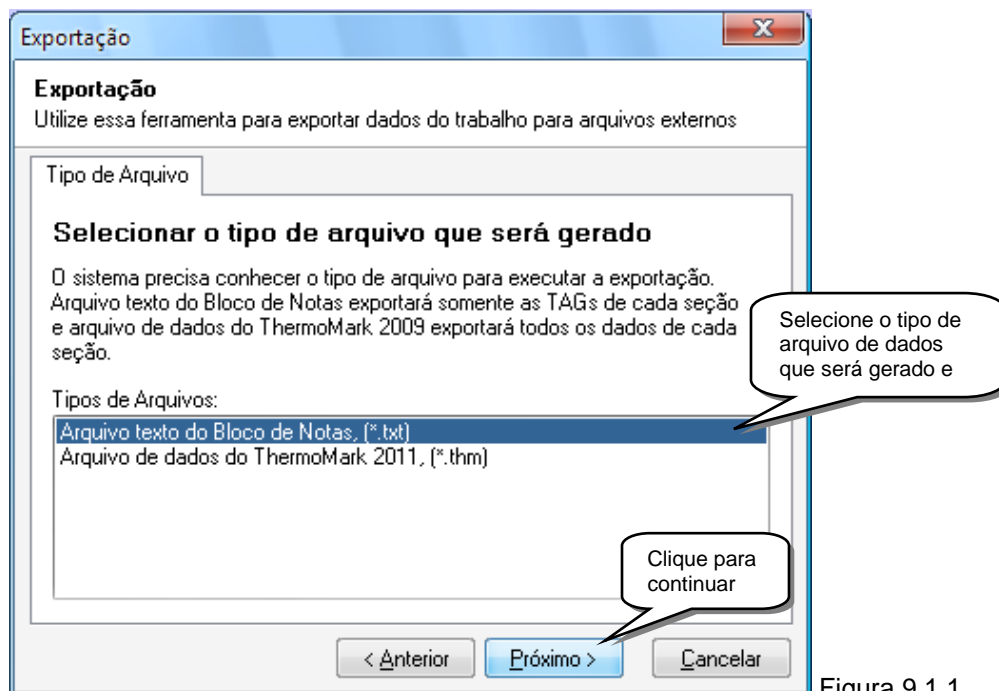 Exportação
X
Exportação
Utilize essa ferramenta para exportar dados do trabalho para arquivos externos
Tipo de Arquivo
Selecionar o tipo de arquivo que será gerado
O sistema precisa conhecer o tipo de arquivo para executar a exportação.
Arquivo texto do Bloco de Notas exportará somente as TAGs de cada seção
e arquivo de dados do ThermoMark 2009 exportará todos os dados de cada
seção.
Selecione o tipo de
arquivo de dados
que será gerado e
Tipos de Arquivos:
Arquivo texto do Bloco de Notas, (*.txt)
Arquivo de dados do ThermoMark 2011, (*.thm)
Clique para
continuar
< Anterior
Próximo >
Cancelar
Figura 9.1.1